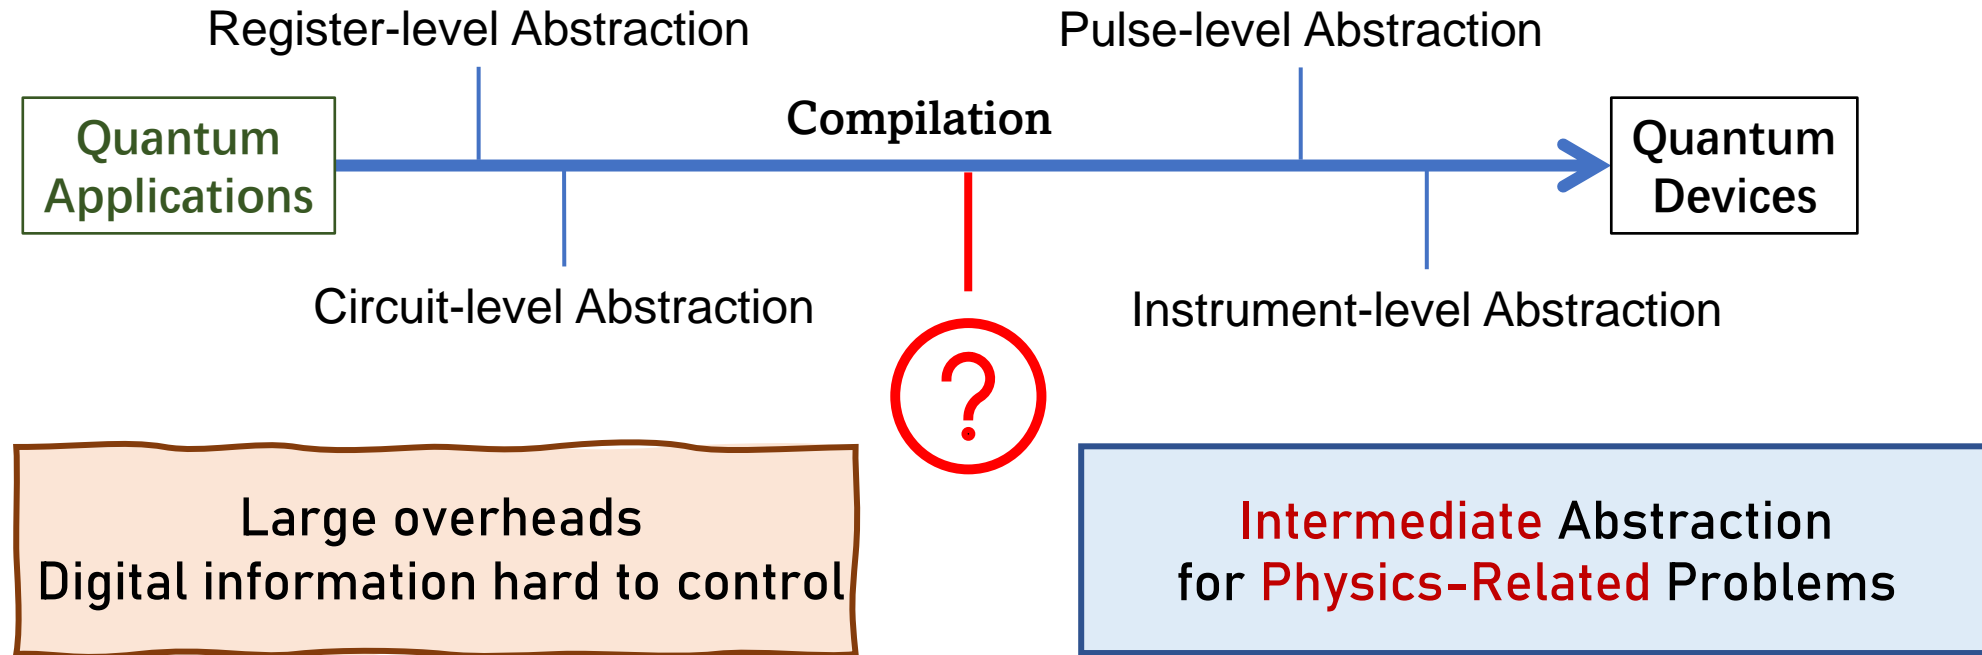 Register-level Abstraction
Pulse-level Abstraction
Quantum
Applications
Compilation
Quantum
Devices
Circuit-level Abstraction
Instrument-level Abstraction
?
Large overheads
Digital information hard to control
Intermediate Abstraction
for Physics-Related Problems